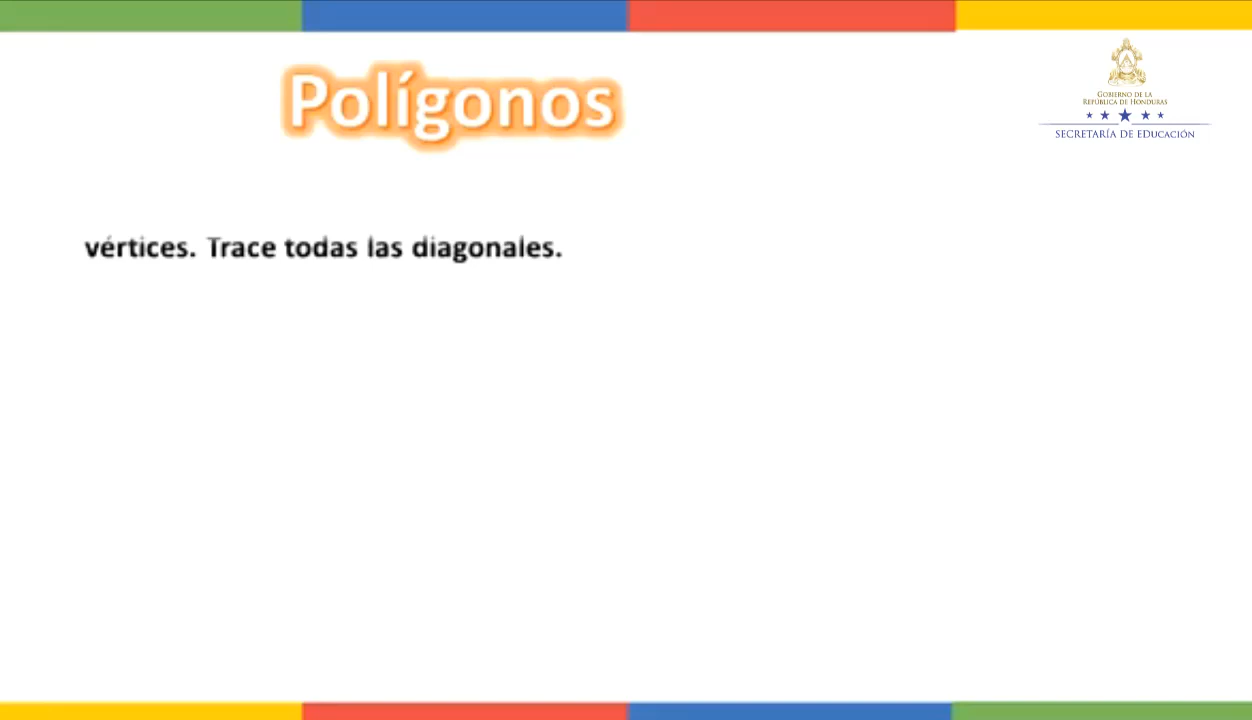 Polígonos
GOBIERNO DE LA
REPÚBLICA DE HONDURAS
SECRETARÍA DE EDUCACIÓN
vértices. Trace todas las diagonales.